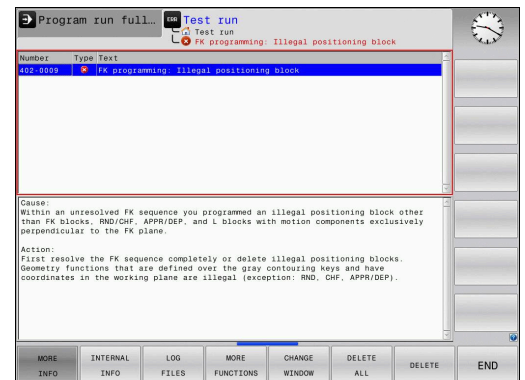 Program run full...
ERR Test run
Test run
FK programming: Illegal positioning block
Number Type Text
402-0009 FK programming: Illegal positioning block
Cause:
Within an unresolved FK sequence you programmed an illegal positioning block other
than FK blocks, RND/CHF, APPR/DEP, and L blocks with motion components exclusively
perpendicular to the FK plane.
Action:
First resolve the FK sequence completely or delete illegal positioning blocks.
Geometry functions that are defined over the gray contouring keys and have
coordinates in the working plane are illegal (exception: RND, CHF, APPR/DEP).
MORE INFO
INTERNAL INFO
LOG FILES
MORE FUNCTIONS
CHANGE WINDOW
DELETE ALL
DELETE
END